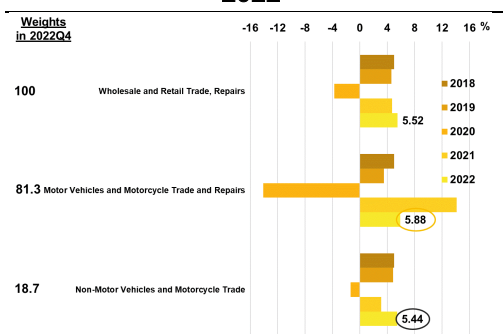 Weights
in 2022Q4
-16 -12 -8 -4 0 4 8 12 16 %
2018
100 Wholesale and Retail Trade, Repairs
2019
5.52
2020
2021
81.3 Motor Vehicles and Motorcycle Trade and Repairs
2022
5.88
18.7 Non-Motor Vehicles and Motorcycle Trade
5.44